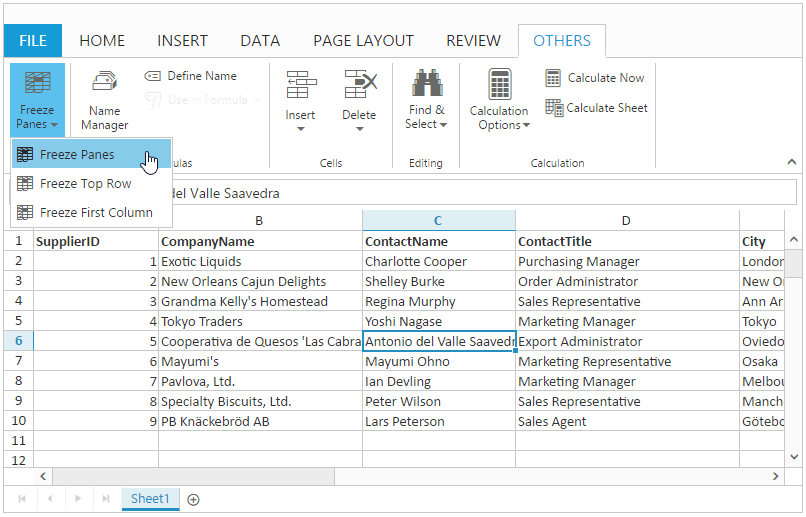 FILE HOME INSERT DATA PAGE LAYOUT REVIEW OTHERS
Freeze Panes
Name Manager
Define Name
Use in Formula
Insert
Delete
Find & Select
Calculation Options
Calculate Now
Calculate Sheet
ulas Cells Editing Calculation
Freeze Panes
Freeze Top Row
Freeze First Column
del Valle Saavedra
B C D
1 SupplierID CompanyName ContactName ContactTitle City
2 1 Exotic Liquids Charlotte Cooper Purchasing Manager London
3 2 New Orleans Cajun Delights Shelley Burke Order Administrator New Or
4 3 Grandma Kelly's Homestead Regina Murphy Sales Representative Ann Ar
5 4 Tokyo Traders Yoshi Nagase Marketing Manager Tokyo
6 5 Cooperativa de Quesos 'Las Cabra Antonio del Valle Saavedr Export Administrator Oviedo
7 6 Mayumi's Mayumi Ohno Marketing Representative Osaka
8 7 Pavlova, Ltd. Ian Devling Marketing Manager Melbou
9 8 Specialty Biscuits, Ltd. Peter Wilson Sales Representative Manch
10 9 PB Knäckebröd AB Lars Peterson Sales Agent Götebo
11
12
Sheet1